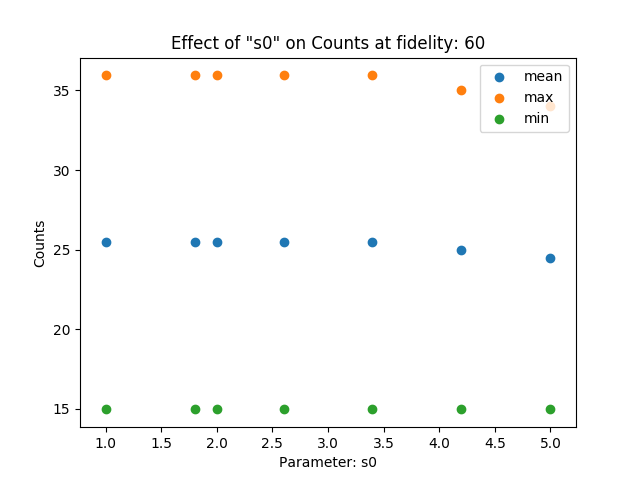 Effect of "s0" on Counts at fidelity: 60
mean
max
min
35
30
25
20
15
Counts
1.0 1.5 2.0 2.5 3.0 3.5 4.0 4.5 5.0
Parameter: s0